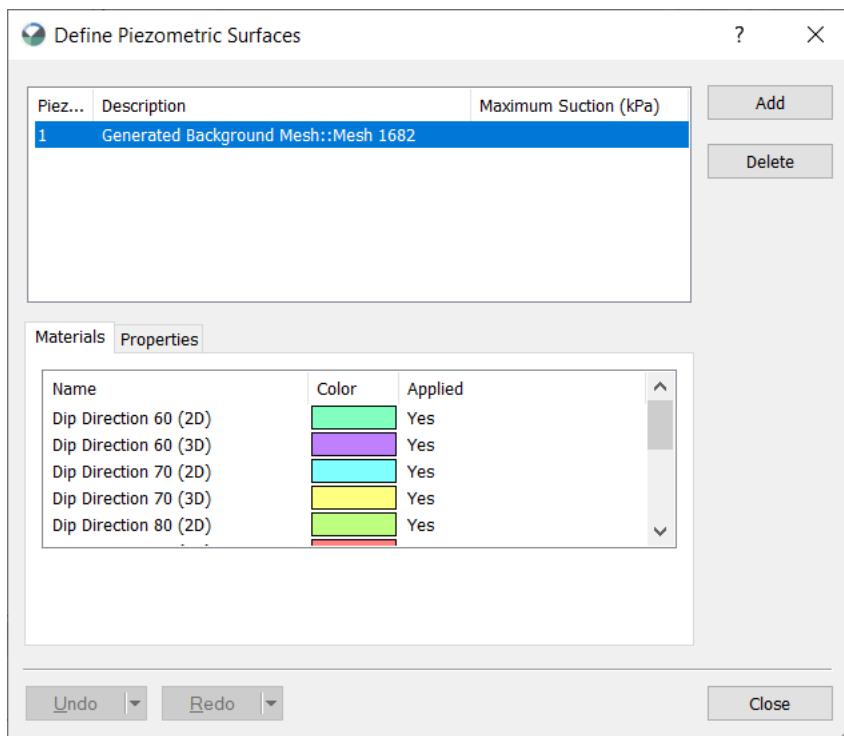 Define Piezometric Surfaces
?
Piez... Description Maximum Suction (kPa)
Add
1 Generated Background Mesh::Mesh 1682
Delete
Materials Properties
Name Color Applied
Dip Direction 60 (2D) Yes
Dip Direction 60 (3D) Yes
Dip Direction 70 (2D) Yes
Dip Direction 70 (3D) Yes
Dip Direction 80 (2D) Yes
Undo Redo Close